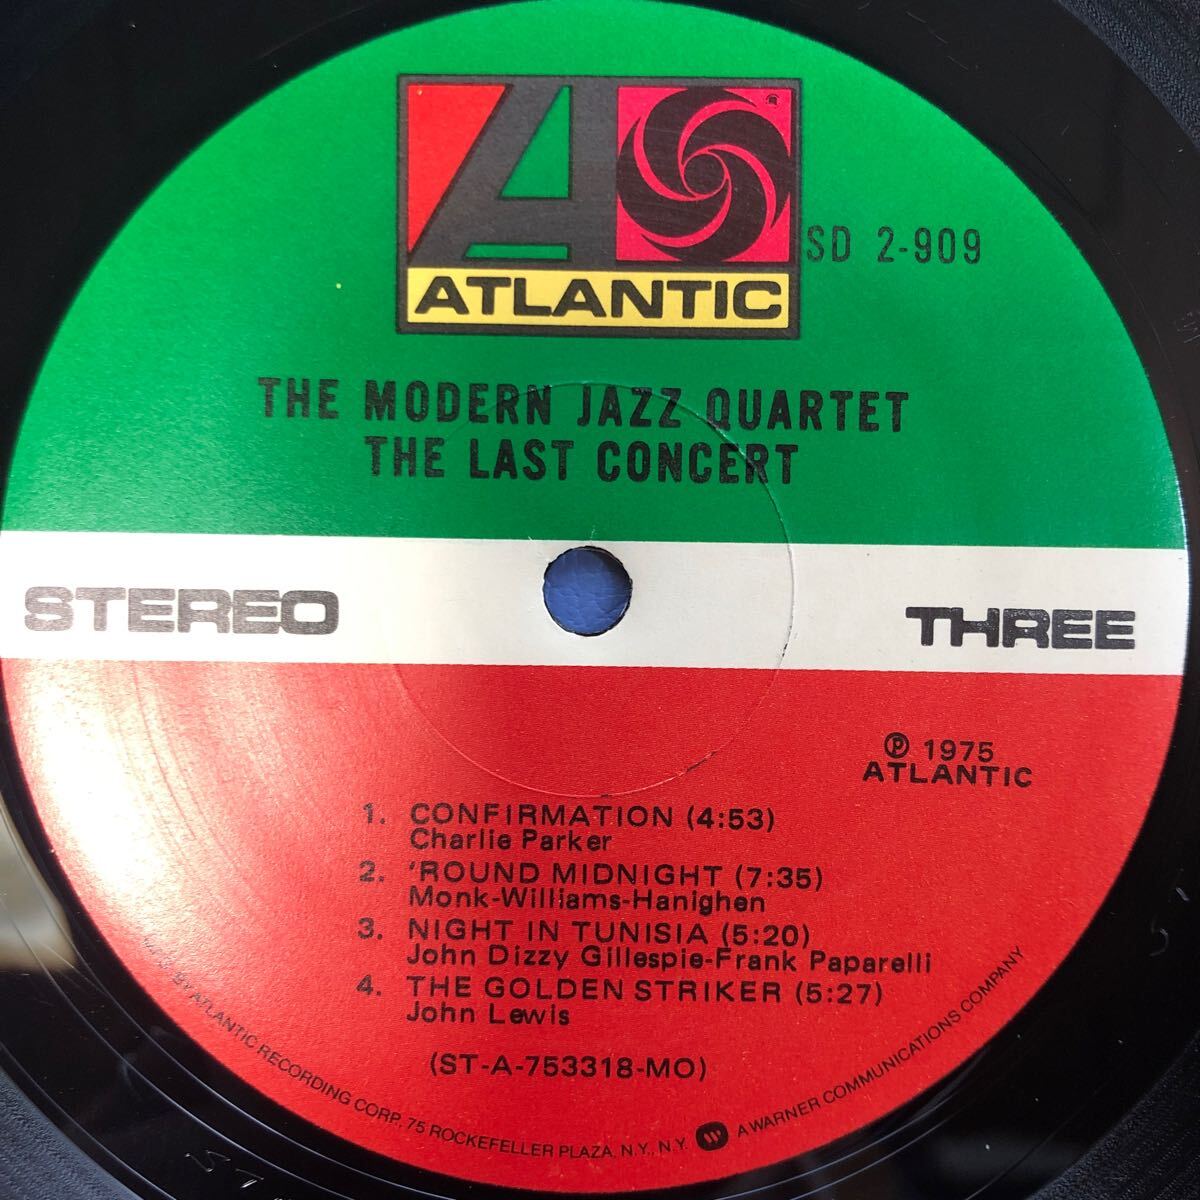 ATLANTIC
SD 2-909
THE MODERN JAZZ QUARTET
THE LAST CONCERT
STEREO
THREE
Ⓟ 1975
ATLANTIC
1. CONFIRMATION (4:53)
Charlie Parker
2. ’ROUND MIDNIGHT (7:35)
Monk-Williams-Hanighen
3. NIGHT IN TUNISIA (5:20)
John Dizzy Gillespie-Frank Paparelli
4. THE GOLDEN STRIKER (5:27)
John Lewis
(ST-A-753318-MO)
BY ATLANTIC RECORDING CORP. 75 ROCKEFELLER PLAZA, N.Y., N.Y. A WARNER COMMUNICATIONS COMPANY